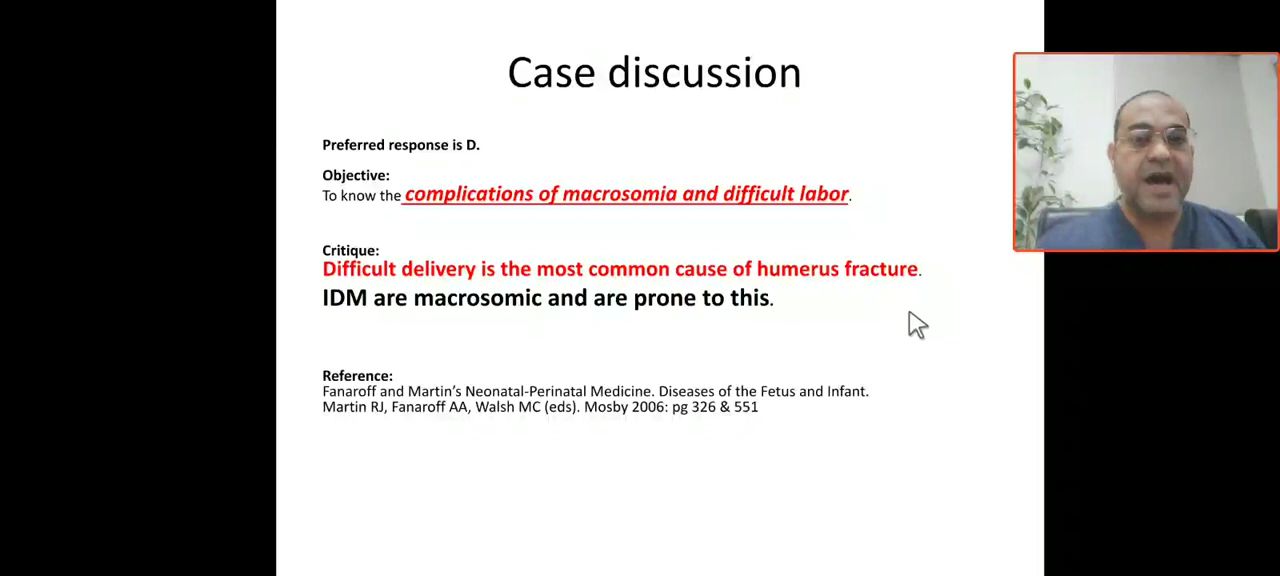 Case discussion
Preferred response is D.
Objective:
To know the complications of macrosomia and difficult labor.
Critique:
Difficult delivery is the most common cause of humerus fracture.
IDM are macrosomic and are prone to this.
Reference:
Fanaroff and Martin’s Neonatal-Perinatal Medicine. Diseases of the Fetus and Infant.
Martin RJ, Fanaroff AA, Walsh MC (eds). Mosby 2006: pg 326 & 551